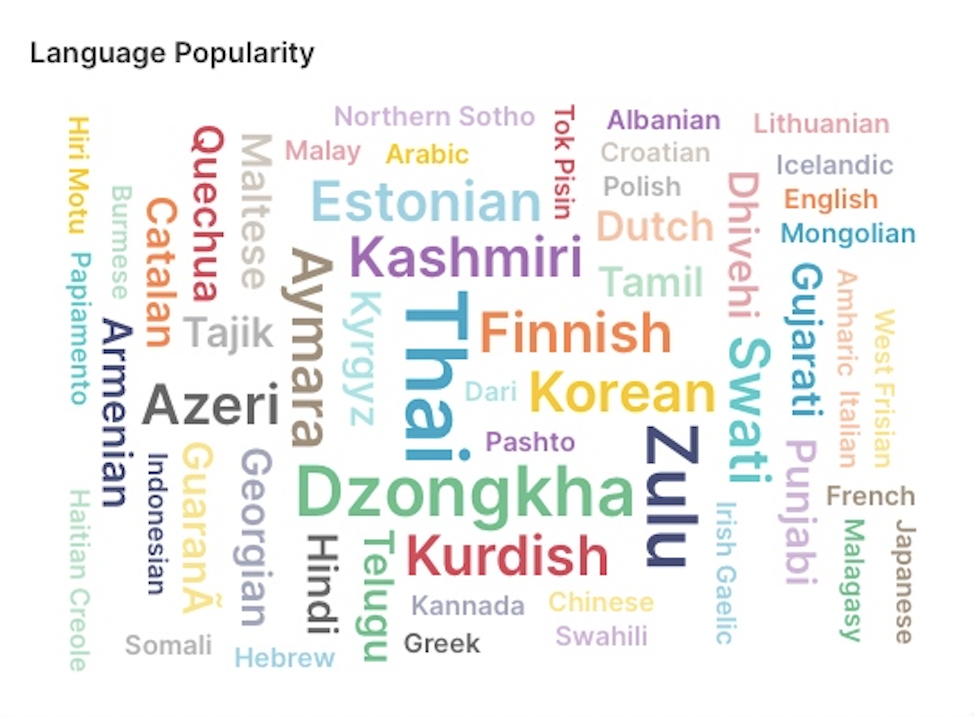 Language Popularity
Northern Sotho
Tok Pisin
Albanian
Lithuanian
Hiri Motu
Quechua
Maltese
Malay
Arabic
Croatian
Icelandic
Burmese
Catalan
Estonian
Polish
Dhivehi
English
Dutch
Mongolian
Papiamento
Aymara
Kashmiri
Tamil
Gujarati
Amharic
Armenian
Tajik
Kyrgyz
Thai
Finnish
Swati
West Frisian
Azeri
Dari
Korean
Italian
Indonesian
GuaranÃ
Georgian
Pashto
Zulu
Punjabi
Haitian Creole
Dzongkha
French
Irish Gaelic
Malagasy
Japanese
Hindi
Telugu
Kurdish
Kannada
Chinese
Somali
Hebrew
Greek
Swahili